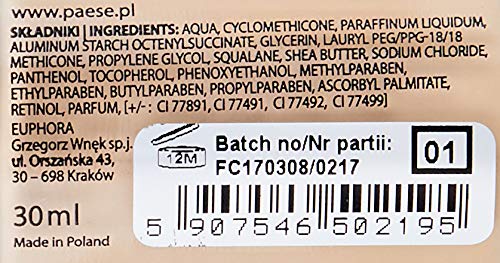 www.paese.pl
SKŁADNIKI | INGREDIENTS: AQUA, CYCLOMETHICONE, PARAFFINUM LIQUIDUM,
ALUMINUM STARCH OCTENYLSUCCINATE, GLYCERIN, LAURYL PEG/PPG-18/18
METHICONE, PROPYLENE GLYCOL, SQUALANE, SHEA BUTTER, SODIUM CHLORIDE,
PANTHENOL, TOCOPHEROL, PHENOXYETHANOL, METHYLPARABEN,
ETHYLPARABEN, BUTYLPARABEN, PROPYLPARABEN, ASCORBYL PALMITATE,
RETINOL, PARFUM, [+/- : CI 77891, CI 77491, CI 77492, CI 77499]
EUPHORA
Grzegorz Wnęk sp.j.
ul. Orszańska 43,
30 – 698 Kraków
12M
Batch no/Nr partii:
FC170308/0217
01
30ml
Made in Poland
5 907546 502195